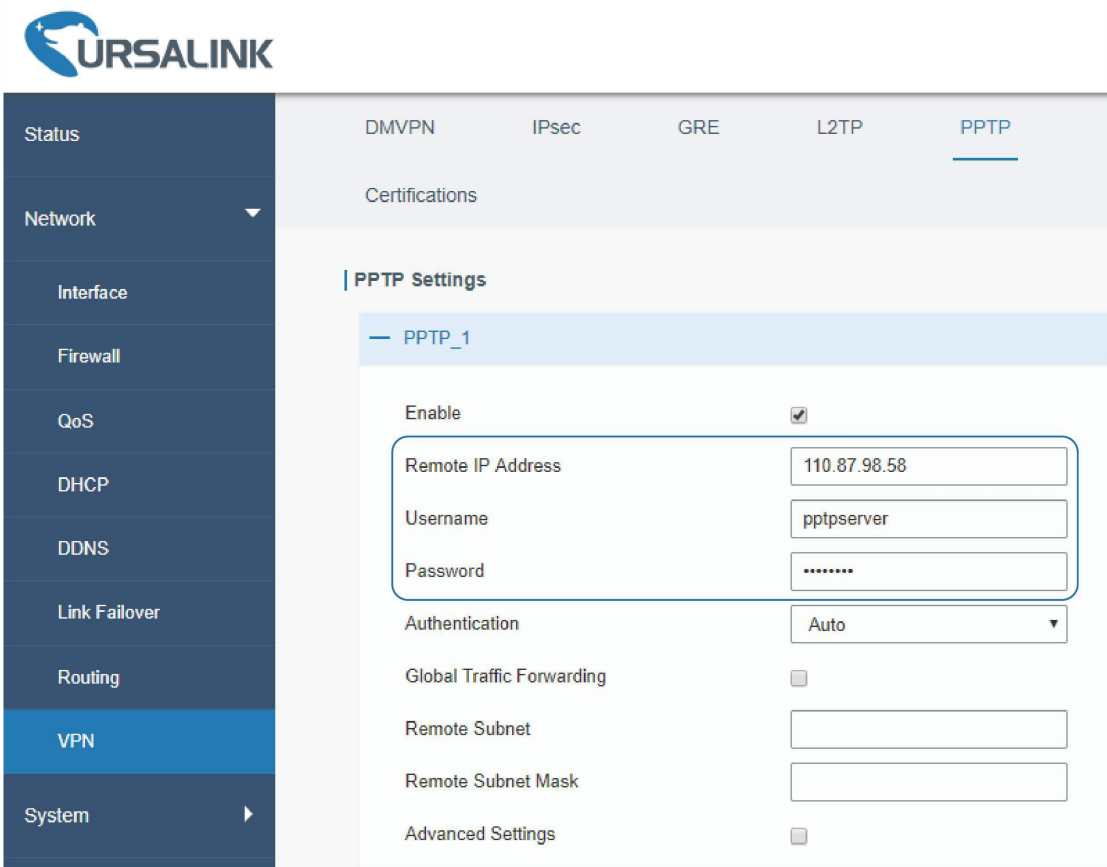 URSALINK
Status
Network
Interface
Firewall
QoS
DHCP
DDNS
Link Failover
Routing
VPN
System
DMVPN IPsec GRE L2TP PPTP
Certifications
PPTP Settings
PPTP_1
Enable
Remote IP Address 110.87.98.58
Username pptpserver
Password ••••••••
Authentication Auto
Global Traffic Forwarding
Remote Subnet
Remote Subnet Mask
Advanced Settings